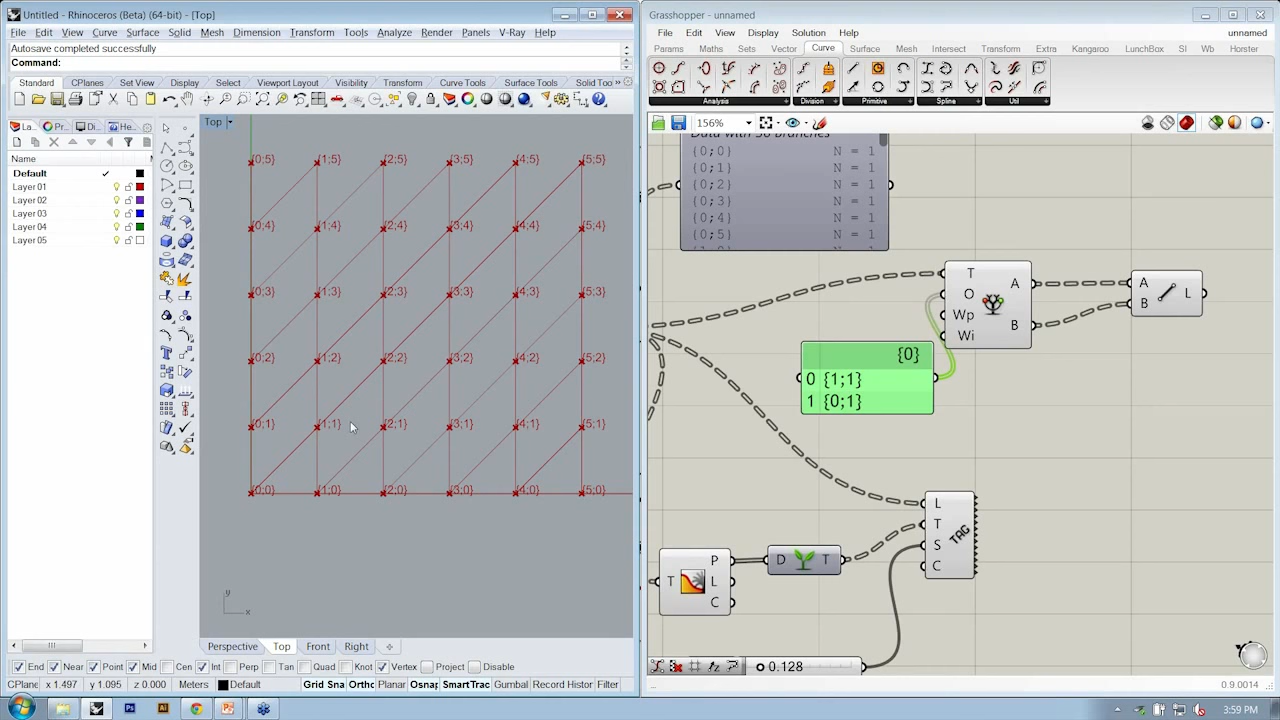 Untitled - Rhinoceros (Beta) (64-bit) - [Top]
File Edit View Curve Surface Solid Mesh Dimension Transform Tools Analyze Render Panels V-Ray Help
Autosave completed successfully
Command:
Standard CPlanes Set View Display Select Viewport Layout Visibility Transform Curve Tools Surface Tools Solid Too »
La... Pr... Di... He...
Name
Default
Layer 01
Layer 02
Layer 03
Layer 04
Layer 05
Top
{0;5} {1;5} {2;5} {3;5} {4;5} {5;5}
{0;4} {1;4} {2;4} {3;4} {4;4} {5;4}
{0;3} {1;3} {2;3} {3;3} {4;3} {5;3}
{0;2} {1;2} {2;2} {3;2} {4;2} {5;2}
{0;1} {1;1} {2;1} {3;1} {4;1} {5;1}
{0;0} {1;0} {2;0} {3;0} {4;0} {5;0}
y
x
Perspective Top Front Right
End Near Point Mid Cen Int Perp Tan Quad Knot Vertex Project Disable
CPlane x 1.497 y 1.095 z 0.000 Meters Default Grid Sna Ortho Planar Osnap SmartTrac Gumbal Record Histor Filter
Grasshopper - unnamed
File Edit View Display Solution Help unnamed
Params Maths Sets Vector Curve Surface Mesh Intersect Transform Extra Kangaroo LunchBox SI Wb Horster
Analysis Division Primitive Spline Util
156%
Data with 36 branches
{0;0} N = 1
{0;1} N = 1
{0;2} N = 1
{0;3} N = 1
{0;4} N = 1
{0;5} N = 1
T
O
Wp
Wi
A
B
A
B
L
{0}
0 {1;1}
1 {0;1}
L
T
S
C
TAG
T
P
L
C
D T
0.128
0.9.0014
3:59 PM